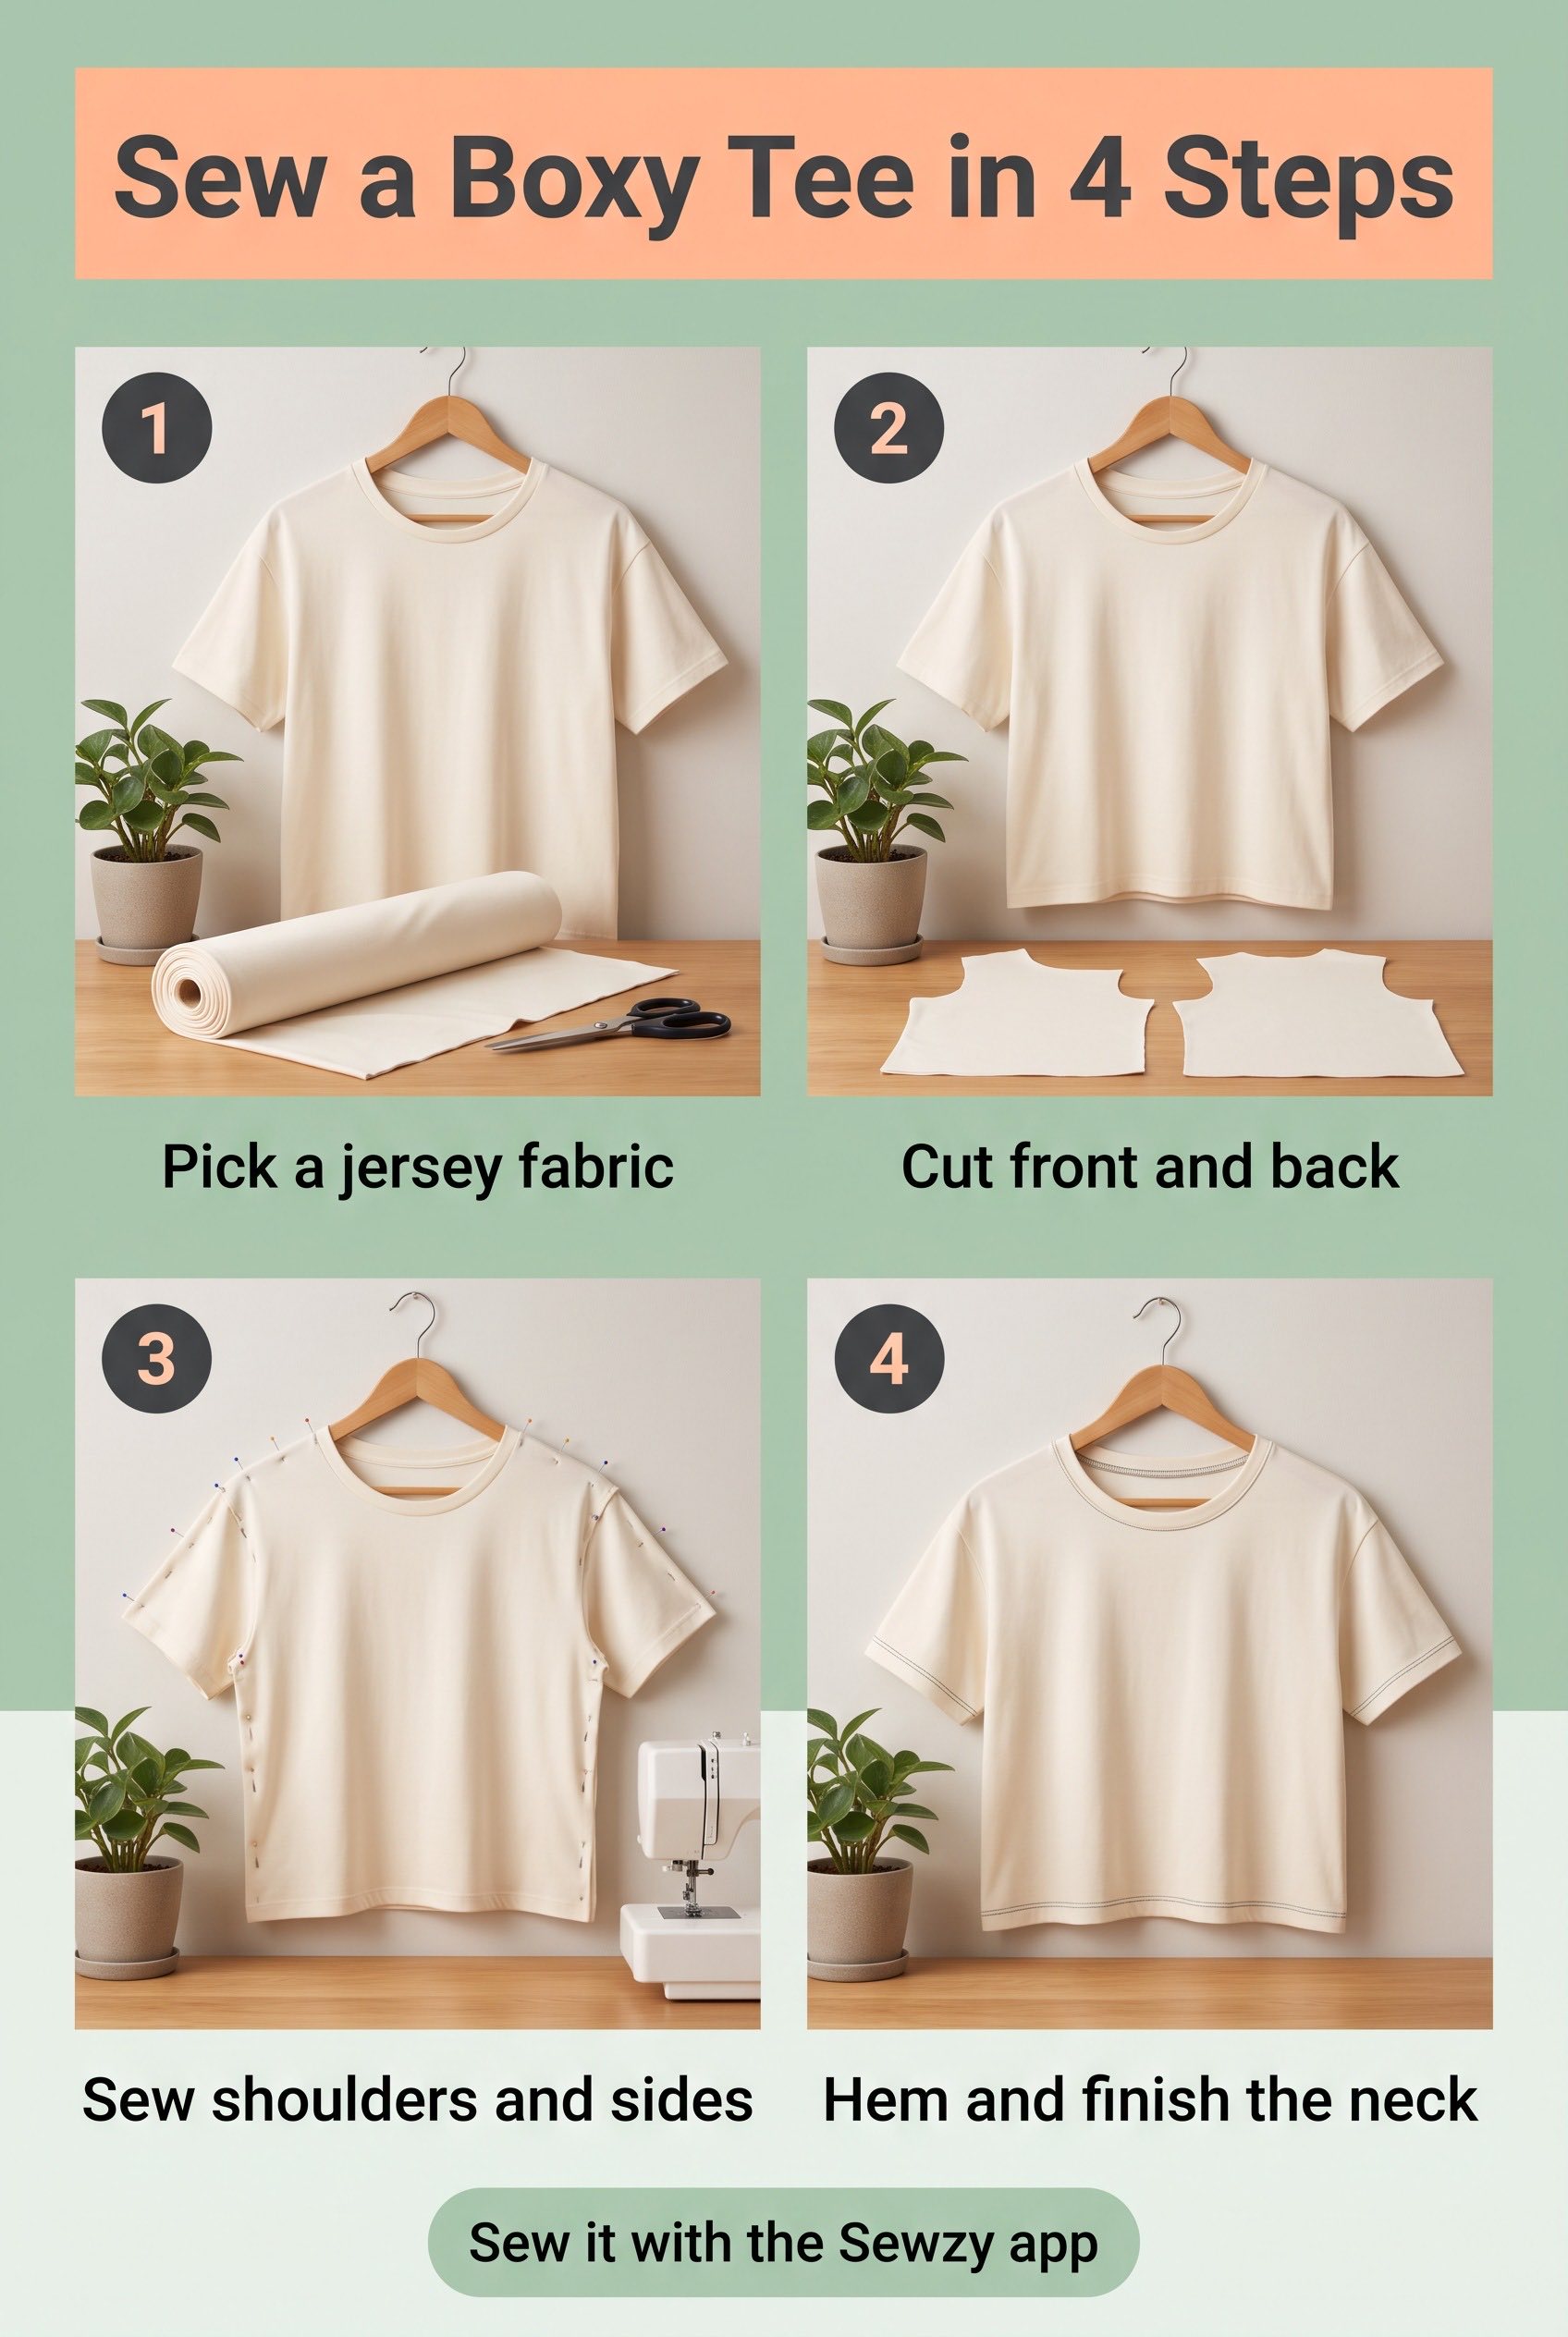 Sew a Boxy Tee in 4 Steps
1
2
Pick a jersey fabric
Cut front and back
3
4
Sew shoulders and sides
Hem and finish the neck
Sew it with the Sewzy app